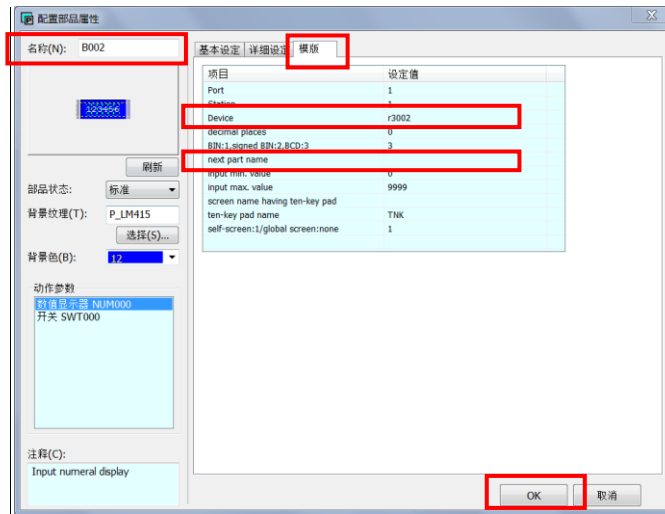 配置部品属性
名称(N): B002
基本设定 详细设定 模版
123456
刷新
部品状态: 标准
背景纹理(T): P_LM415
选择(S)...
背景色(B): 12
动作参数
数值显示器 NUM000
开关 SWT000
注释(C):
Input numeral display
项目 设定值
Port 1
Station 1
Device r3002
decimal places 0
BIN:1,signed BIN:2,BCD:3 3
next part name
input min. value 0
input max. value 9999
screen name having ten-key pad
ten-key pad name TNK
self-screen:1/global screen:none 1
OK 取消